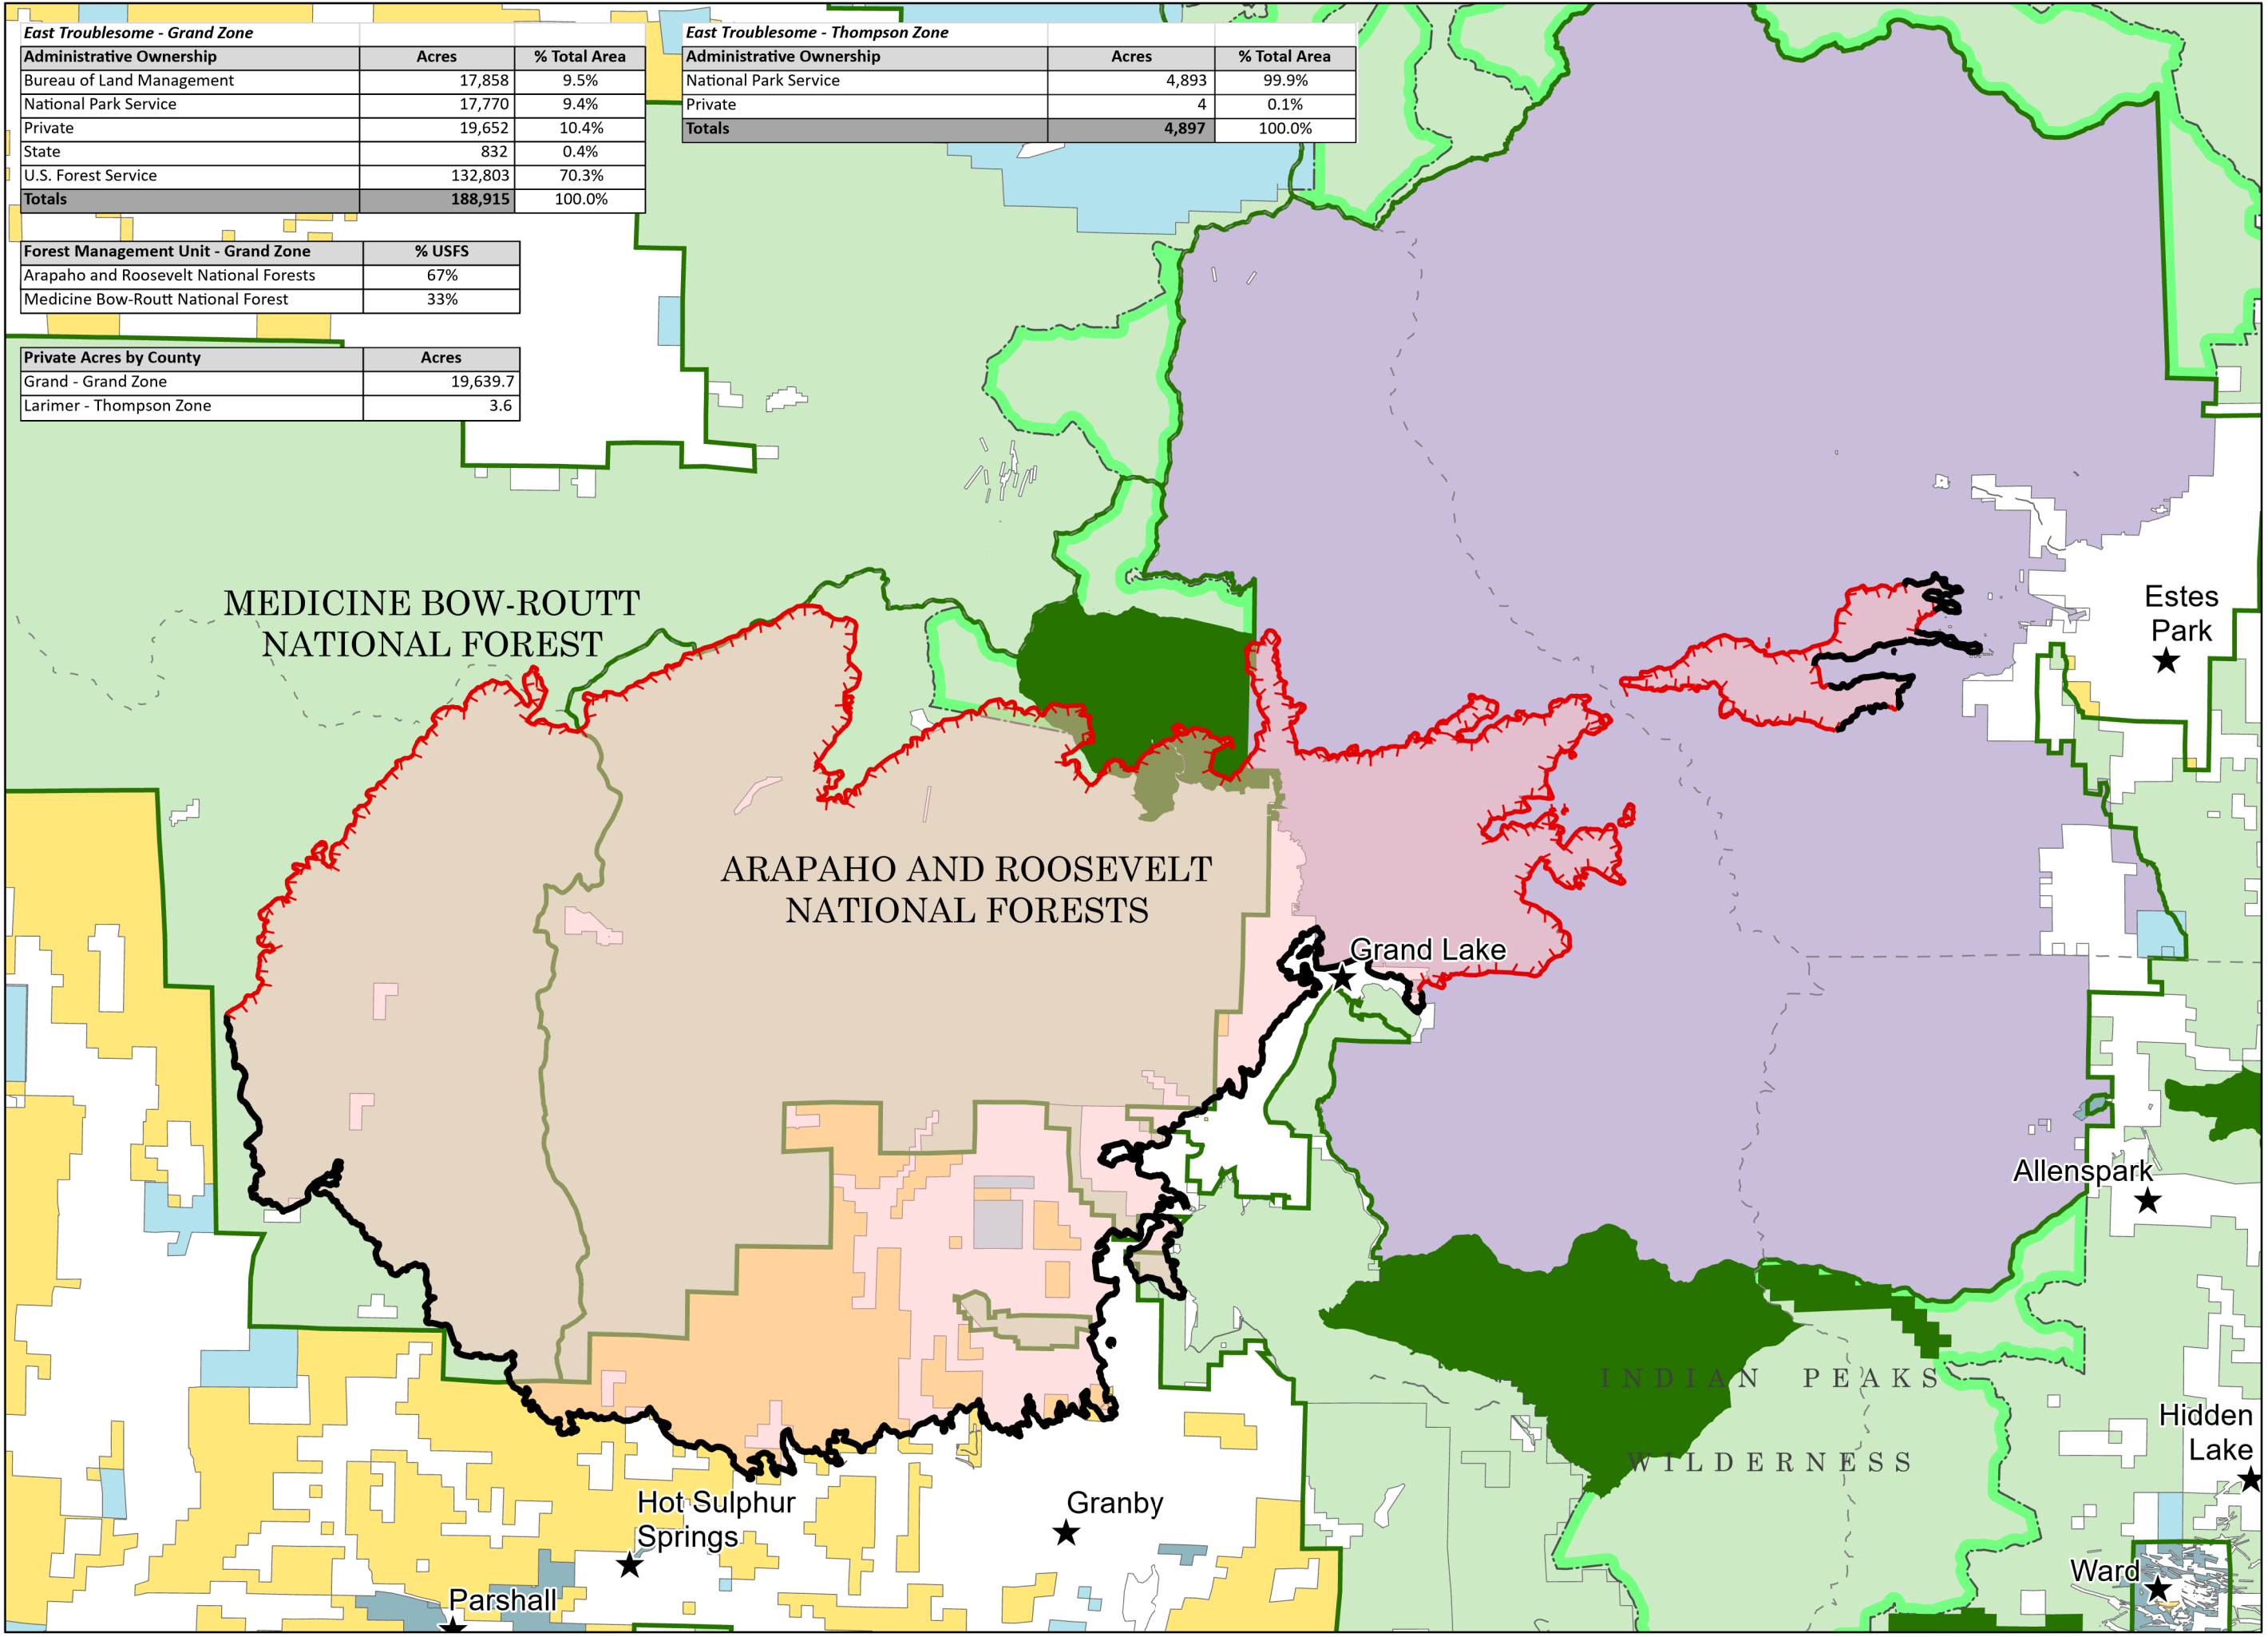 East Troublesome - Grand Zone
Administrative Ownership Acres % Total Area
Bureau of Land Management 17,858 9.5%
National Park Service 17,770 9.4%
Private 19,652 10.4%
State 832 0.4%
U.S. Forest Service 132,803 70.3%
Totals 188,915 100.0%
East Troublesome - Thompson Zone
Administrative Ownership Acres % Total Area
National Park Service 4,893 99.9%
Private 4 0.1%
Totals 4,897 100.0%
Forest Management Unit - Grand Zone % USFS
Arapaho and Roosevelt National Forests 67%
Medicine Bow-Routt National Forest 33%
Private Acres by County Acres
Grand - Grand Zone 19,639.7
Larimer - Thompson Zone 3.6
MEDICINE BOW-ROUTT
NATIONAL FOREST
Estes
Park
ARAPAHO AND ROOSEVELT
NATIONAL FORESTS
Grand Lake
Allenspark
INDIAN PEAKS
WILDERNESS
Hidden
Lake
Hot Sulphur
Springs
Granby
Ward
Parshall